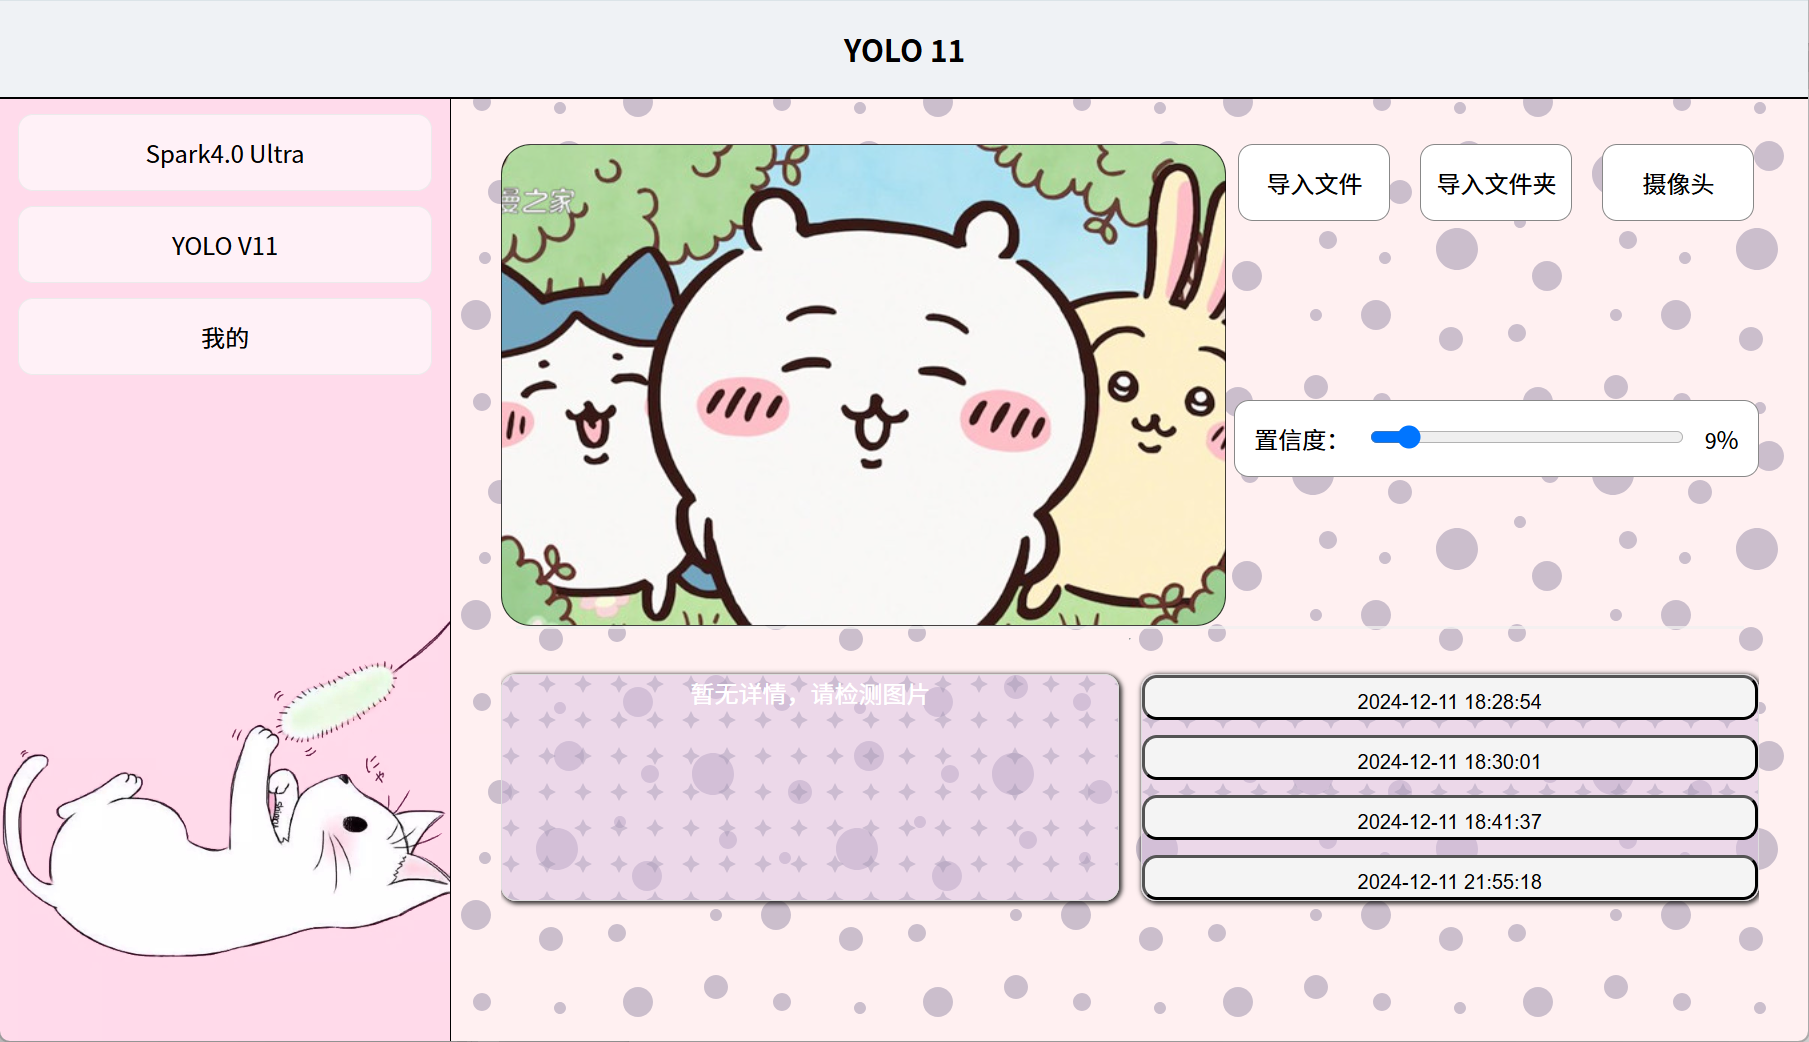 YOLO 11
Spark4.0 Ultra
YOLO V11
我的
漫之家
导入文件
导入文件夹
摄像头
置信度：
9%
暂无详情，请检测图片
2024-12-11 18:28:54
2024-12-11 18:30:01
2024-12-11 18:41:37
2024-12-11 21:55:18
にゃ